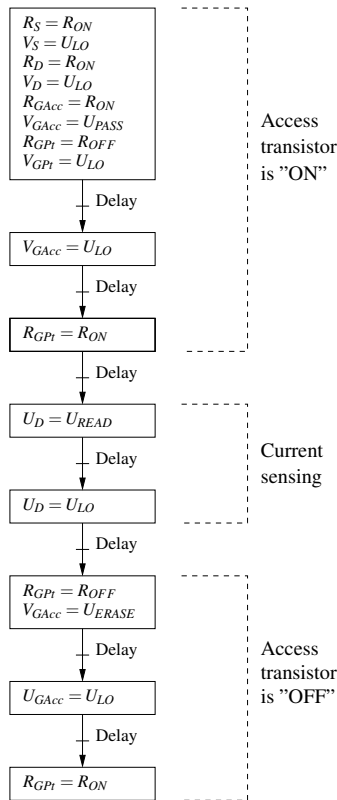 R_S = R_ON
V_S = U_LO
R_D = R_ON
V_D = U_LO
R_GAcc = R_ON
V_GAcc = U_PASS
R_GPt = R_OFF
V_GPt = U_LO
Access
transistor
is "ON"
Delay
V_GAcc = U_LO
Delay
R_GPt = R_ON
Delay
U_D = U_READ
Delay
Current
sensing
U_D = U_LO
Delay
R_GPt = R_OFF
V_GAcc = U_ERASE
Delay
Access
transistor
is "OFF"
U_GAcc = U_LO
Delay
R_GPt = R_ON